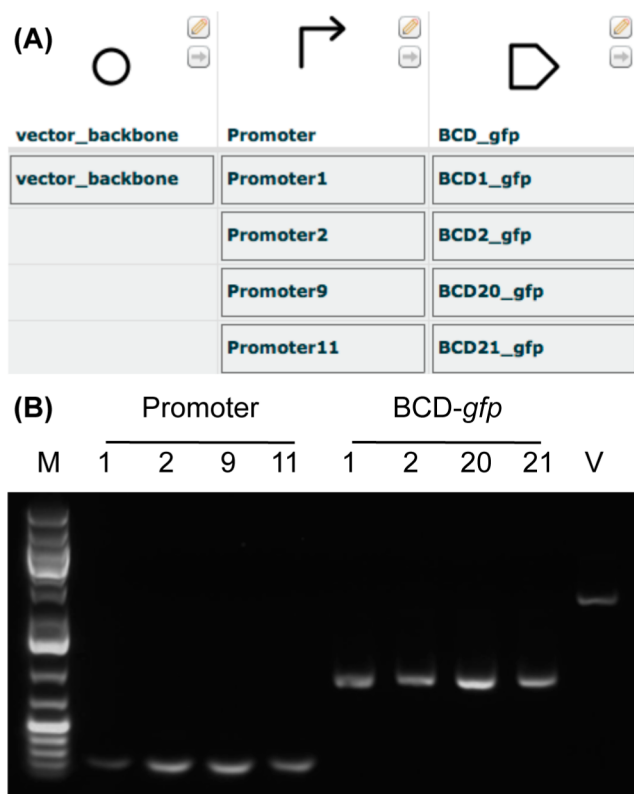 (A)
vector_backbone Promoter BCD_gfp
vector_backbone Promoter1 BCD1_gfp
Promoter2 BCD2_gfp
Promoter9 BCD20_gfp
Promoter11 BCD21_gfp
(B) Promoter BCD-gfp
M 1 2 9 11 1 2 20 21 V